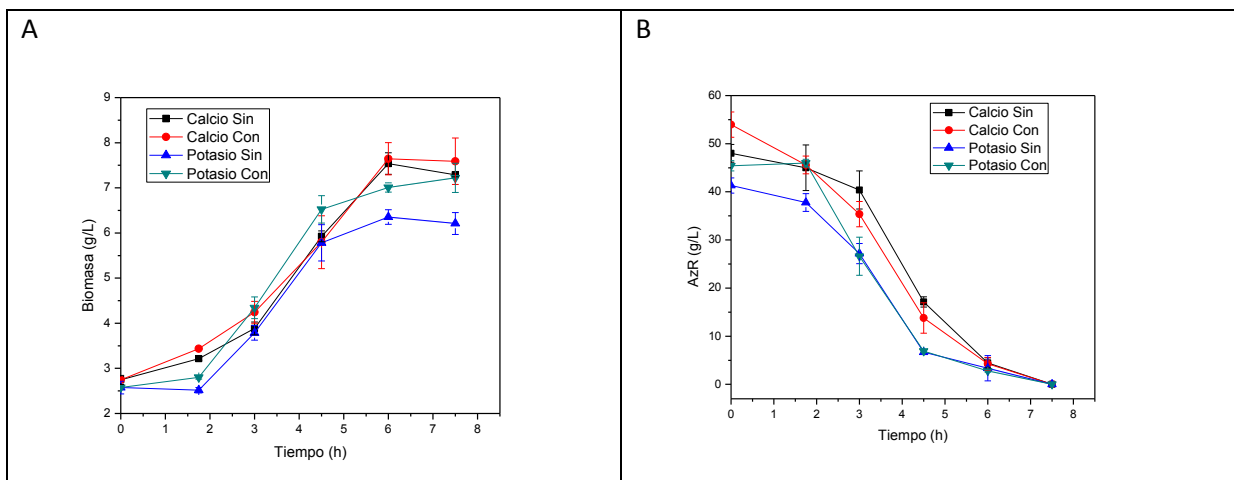 A
9
8
7
6
5
4
3
2
Biomasa (g/L)
Calcio Sin
Calcio Con
Potasio Sin
Potasio Con
0 1 2 3 4 5 6 7 8
Tiempo (h)
B
60
50
40
30
20
10
0
AzR (g/L)
Calcio Sin
Calcio Con
Potasio Sin
Potasio Con
0 1 2 3 4 5 6 7 8
Tiempo (h)